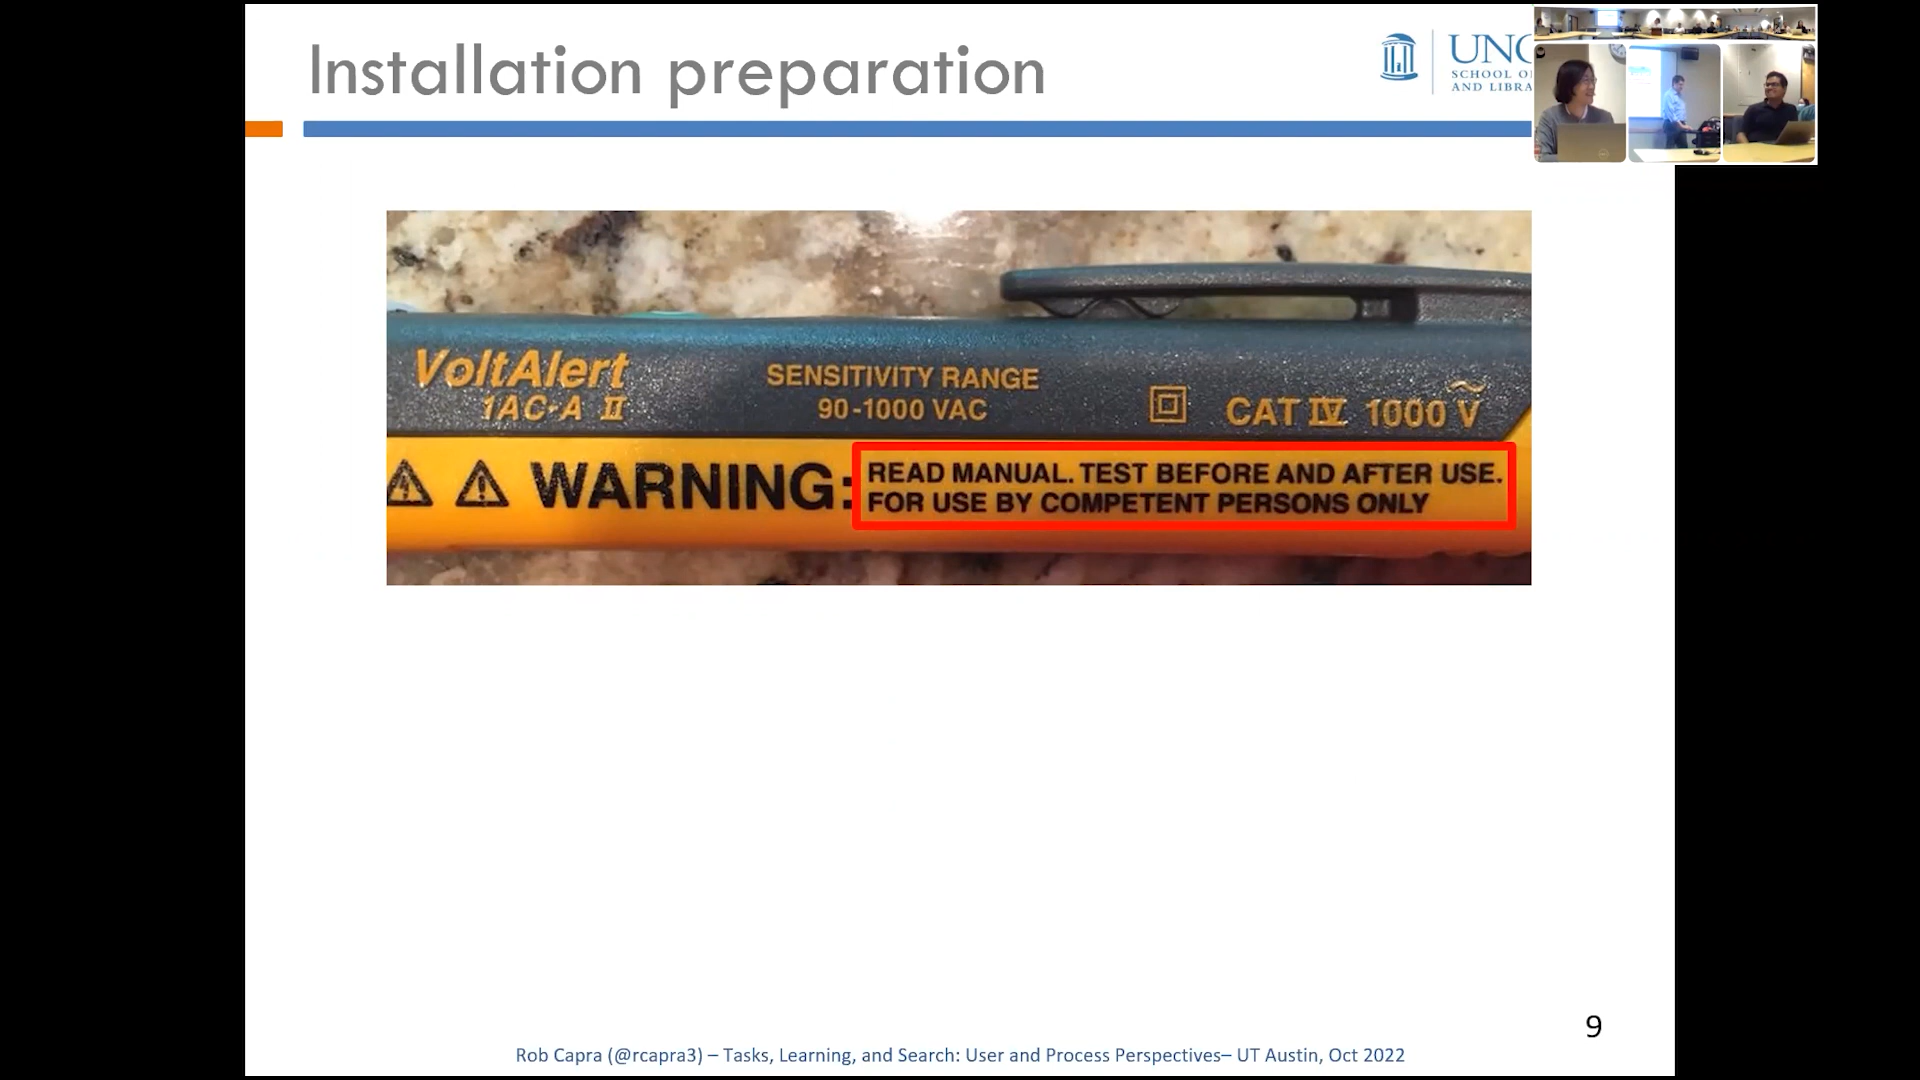 Installation preparation
UNC
SCHOOL O
AND LIBRA
VoltAlert
1AC-A II
SENSITIVITY RANGE
90-1000 VAC
CAT IV 1000 V
WARNING:
READ MANUAL. TEST BEFORE AND AFTER USE.
FOR USE BY COMPETENT PERSONS ONLY
9
Rob Capra (@rcapra3) – Tasks, Learning, and Search: User and Process Perspectives– UT Austin, Oct 2022